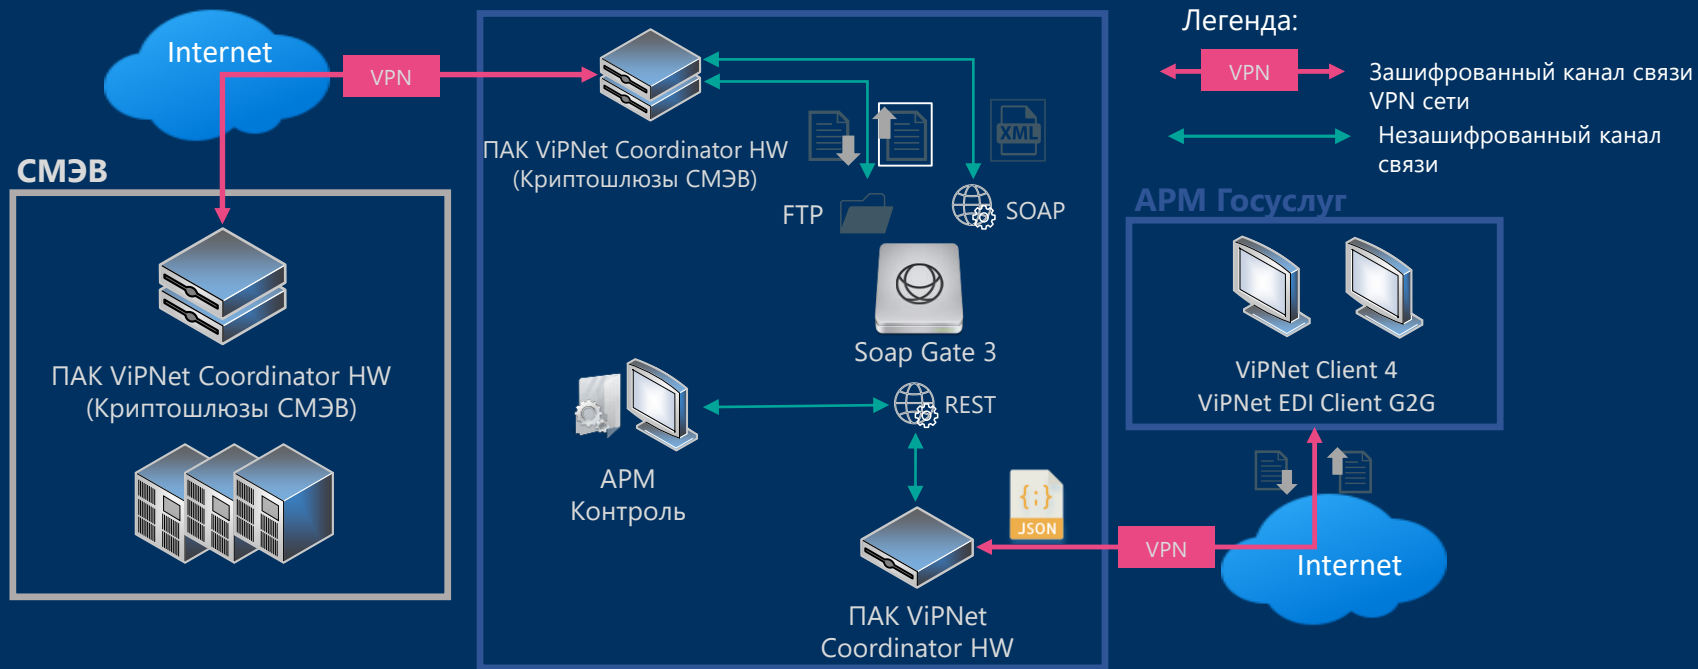 Internet
VPN
СМЭВ
ПАК ViPNet Coordinator HW
(Криптошлюзы СМЭВ)
ПАК ViPNet Coordinator HW
(Криптошлюзы СМЭВ)
XML
FTP
SOAP
Soap Gate 3
REST
АРМ
Контроль
{;}
JSON
ПАК ViPNet
Coordinator HW
VPN
Internet
Легенда:
VPN
Зашифрованный канал связи
VPN сети
Незашифрованный канал
связи
АРМ Госуслуг
ViPNet Client 4
ViPNet EDI Client G2G